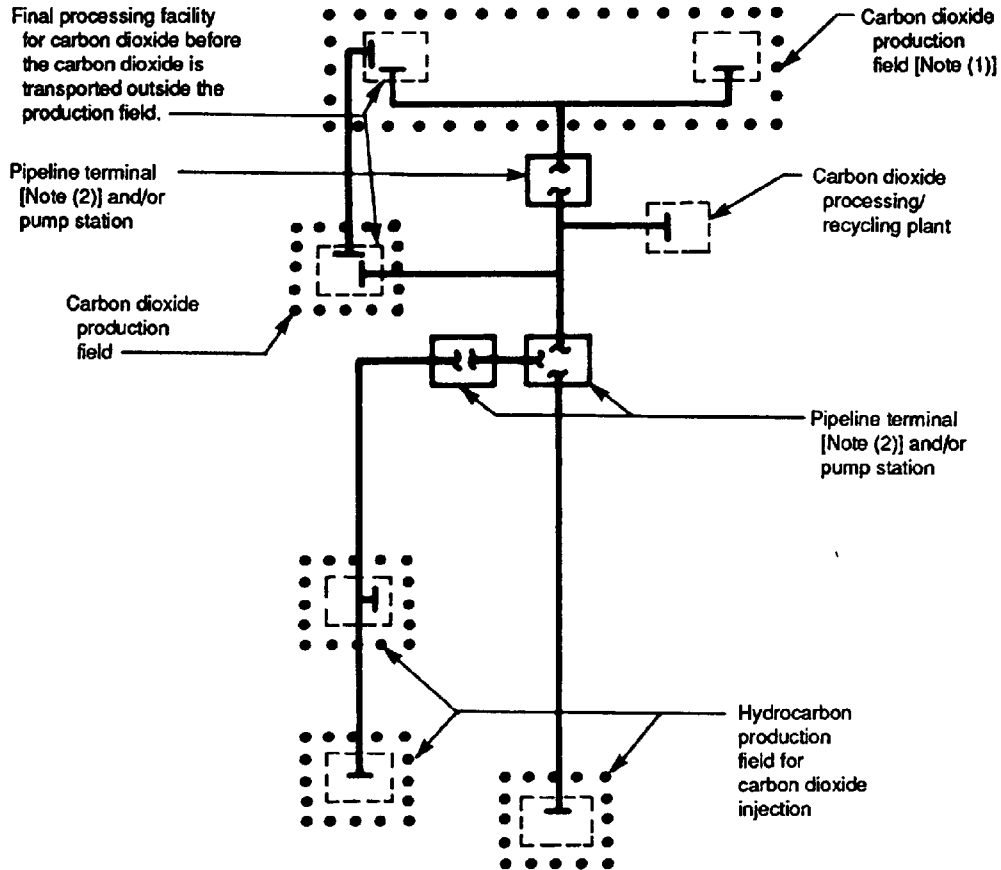 Final processing facility
for carbon dioxide before
the carbon dioxide is
transported outside the
production field.
Carbon dioxide
production
field [Note (1)]
Pipeline terminal
[Note (2)] and/or
pump station
Carbon dioxide
processing/
recycling plant
Carbon dioxide
production
field
Pipeline terminal
[Note (2)] and/or
pump station
Hydrocarbon
production
field for
carbon dioxide
injection